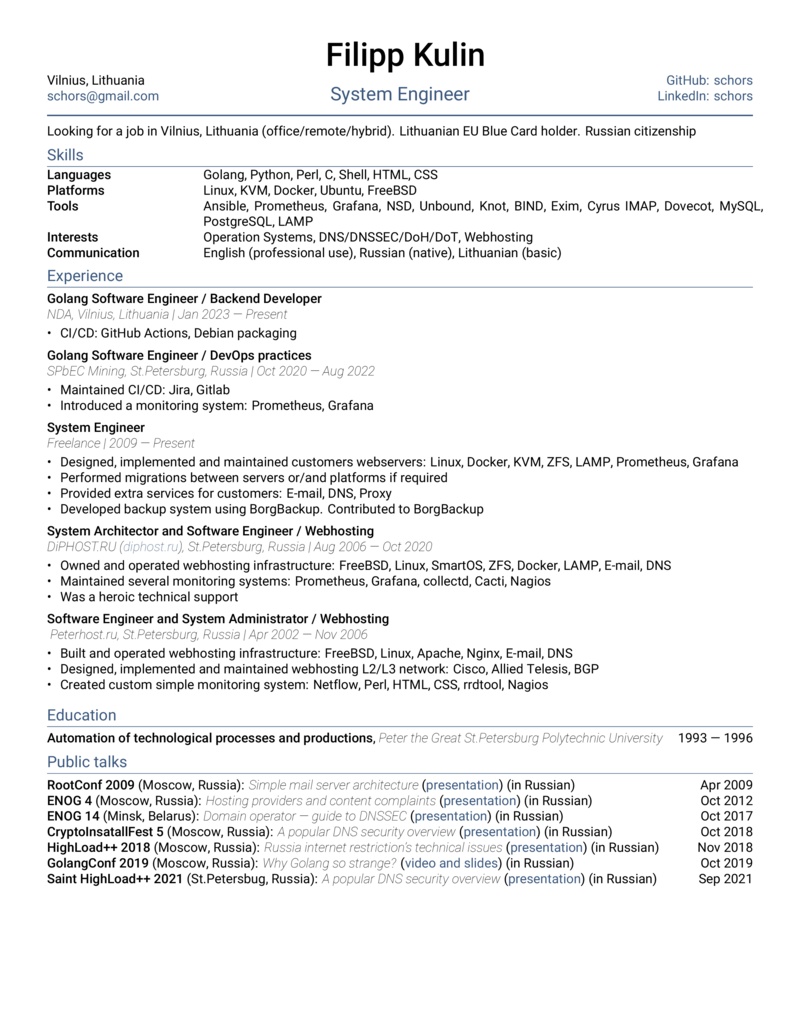 Filipp Kulin
Vilnius, Lithuania
schors@gmail.com
System Engineer
GitHub: schors
LinkedIn: schors
Looking for a job in Vilnius, Lithuania (office/remote/hybrid). Lithuanian EU Blue Card holder. Russian citizenship
Skills
Languages Golang, Python, Perl, C, Shell, HTML, CSS
Platforms Linux, KVM, Docker, Ubuntu, FreeBSD
Tools Ansible, Prometheus, Grafana, NSD, Unbound, Knot, BIND, Exim, Cyrus IMAP, Dovecot, MySQL,
PostgreSQL, LAMP
Interests Operation Systems, DNS/DNSSEC/DoH/DoT, Webhosting
Communication English (professional use), Russian (native), Lithuanian (basic)
Experience
Golang Software Engineer / Backend Developer
NDA, Vilnius, Lithuania | Jan 2023 — Present
• CI/CD: GitHub Actions, Debian packaging
Golang Software Engineer / DevOps practices
SPbEC Mining, St.Petersburg, Russia | Oct 2020 — Aug 2022
• Maintained CI/CD: Jira, Gitlab
• Introduced a monitoring system: Prometheus, Grafana
System Engineer
Freelance | 2009 — Present
• Designed, implemented and maintained customers webservers: Linux, Docker, KVM, ZFS, LAMP, Prometheus, Grafana
• Performed migrations between servers or/and platforms if required
• Provided extra services for customers: E-mail, DNS, Proxy
• Developed backup system using BorgBackup. Contributed to BorgBackup
System Architector and Software Engineer / Webhosting
DiPHOST.RU (diphost.ru), St.Petersburg, Russia | Aug 2006 — Oct 2020
• Owned and operated webhosting infrastructure: FreeBSD, Linux, SmartOS, ZFS, Docker, LAMP, E-mail, DNS
• Maintained several monitoring systems: Prometheus, Grafana, collectd, Cacti, Nagios
• Was a heroic technical support
Software Engineer and System Administrator / Webhosting
Peterhost.ru, St.Petersburg, Russia | Apr 2002 — Nov 2006
• Built and operated webhosting infrastructure: FreeBSD, Linux, Apache, Nginx, E-mail, DNS
• Designed, implemented and maintained webhosting L2/L3 network: Cisco, Allied Telesis, BGP
• Created custom simple monitoring system: Netflow, Perl, HTML, CSS, rrdtool, Nagios
Education
Automation of technological processes and productions, Peter the Great St.Petersburg Polytechnic University 1993 — 1996
Public talks
RootConf 2009 (Moscow, Russia): Simple mail server architecture (presentation) (in Russian) Apr 2009
ENOG 4 (Moscow, Russia): Hosting providers and content complaints (presentation) (in Russian) Oct 2012
ENOG 14 (Minsk, Belarus): Domain operator — guide to DNSSEC (presentation) (in Russian) Oct 2017
CryptoInsatallFest 5 (Moscow, Russia): A popular DNS security overview (presentation) (in Russian) Oct 2018
HighLoad++ 2018 (Moscow, Russia): Russia internet restriction's technical issues (presentation) (in Russian) Nov 2018
GolangConf 2019 (Moscow, Russia): Why Golang so strange? (video and slides) (in Russian) Oct 2019
Saint HighLoad++ 2021 (St.Petersbug, Russia): A popular DNS security overview (presentation) (in Russian) Sep 2021